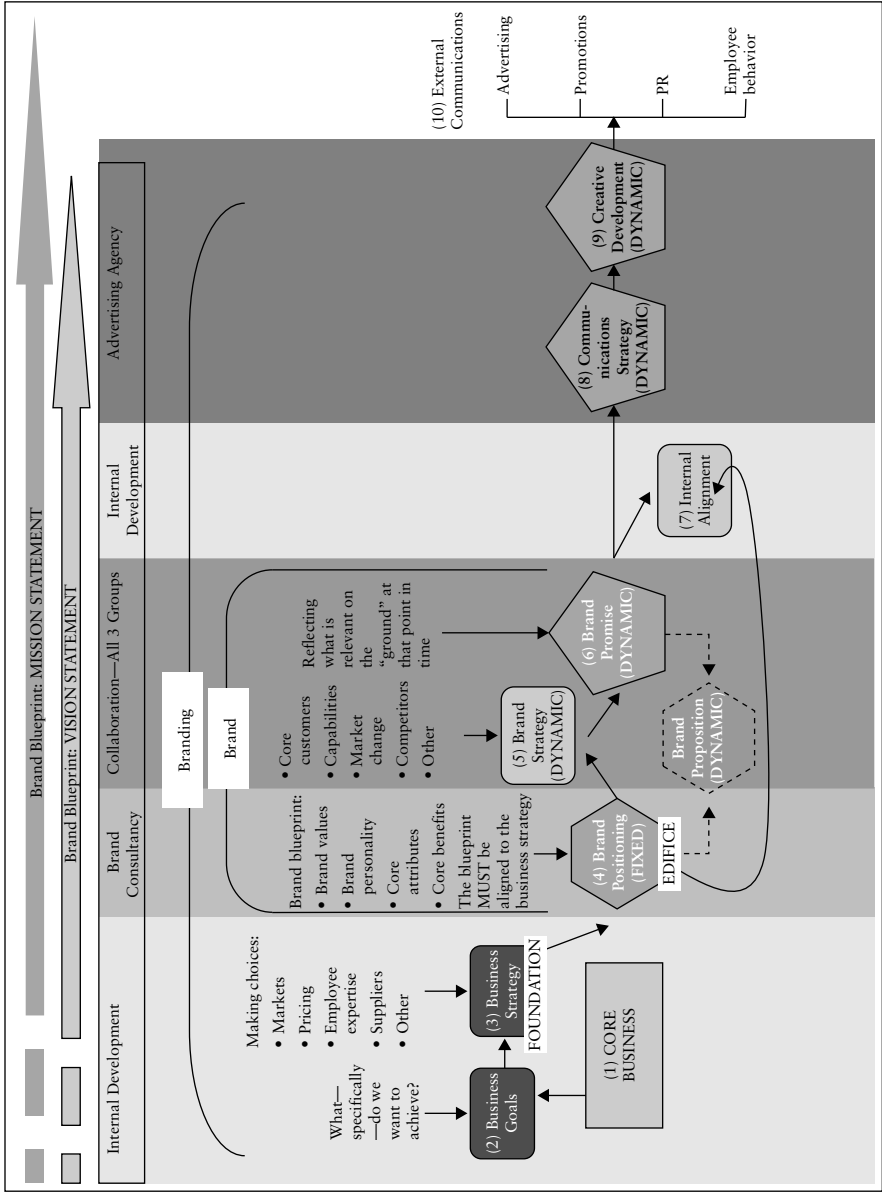 Brand Blueprint: MISSION STATEMENT
Brand Blueprint: VISION STATEMENT
Internal Development
Brand
Consultancy
Collaboration—All 3 Groups
Internal
Development
Advertising Agency
Branding
Brand
What—
specifically
—do we
want to
achieve?
Making choices:
• Markets
• Pricing
• Employee
expertise
• Suppliers
• Other
Brand blueprint:
• Brand values
• Brand
personality
• Core
attributes
• Core benefits
The blueprint
MUST be
aligned to the
business strategy
• Core
customers
• Capabilities
• Market
change
• Competitors
• Other
Reflecting
what is
relevant on
the
“ground” at
that point in
time
(2) Business
Goals
(3) Business
Strategy
FOUNDATION
(1) CORE
BUSINESS
(4) Brand
Positioning
(FIXED)
EDIFICE
(5) Brand
Strategy
(DYNAMIC)
(6) Brand
Promise
(DYNAMIC)
Brand
Proposition
(DYNAMIC)
(7) Internal
Alignment
(8) Commu-
nications
Strategy
(DYNAMIC)
(9) Creative
Development
(DYNAMIC)
(10) External
Communications
Advertising
Promotions
PR
Employee
behavior